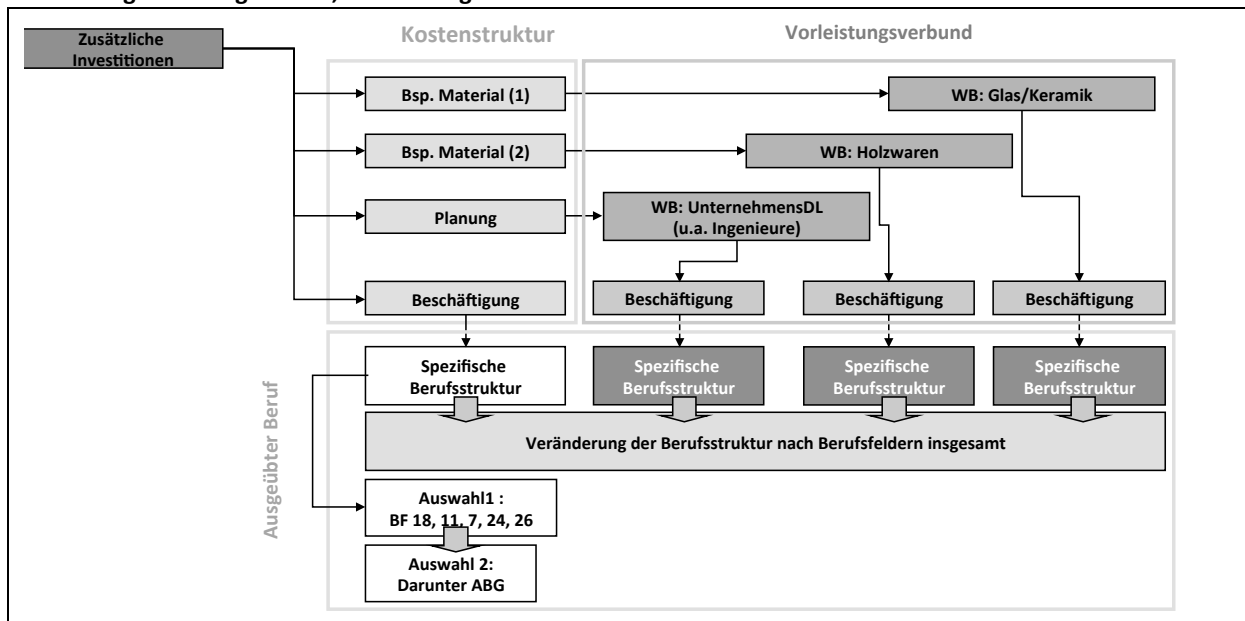 Zusätzliche
Investitionen
Kostenstruktur
Vorleistungsverbund
Bsp. Material (1)
WB: Glas/Keramik
Bsp. Material (2)
WB: Holzwaren
Planung
WB: UnternehmensDL
(u.a. Ingenieure)
Beschäftigung
Beschäftigung
Beschäftigung
Beschäftigung
Ausgeübter Beruf
Spezifische
Berufsstruktur
Spezifische
Berufsstruktur
Spezifische
Berufsstruktur
Spezifische
Berufsstruktur
Veränderung der Berufsstruktur nach Berufsfeldern insgesamt
Auswahl1 :
BF 18, 11, 7, 24, 26
Auswahl 2:
Darunter ABG